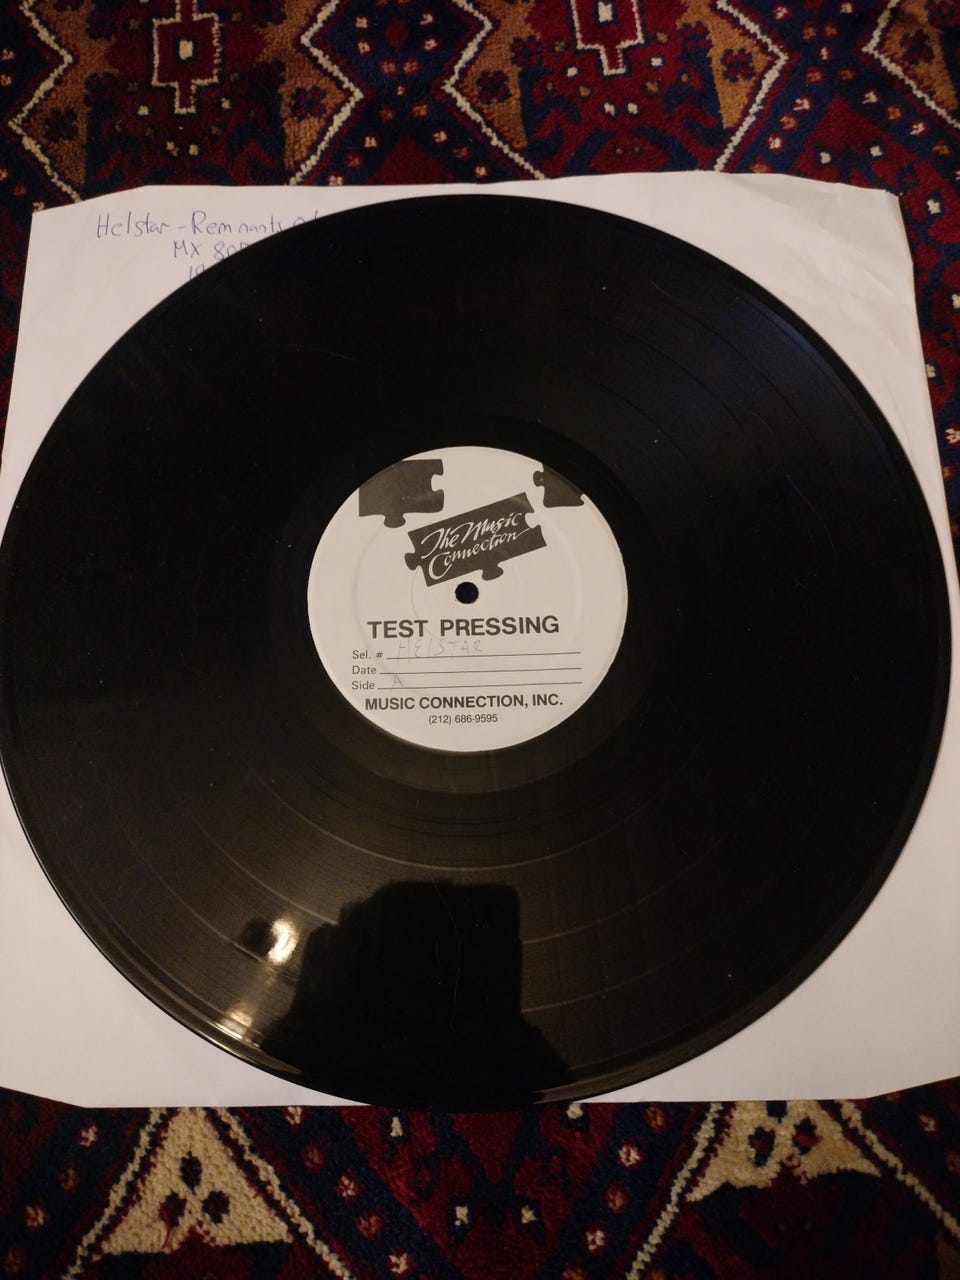 Helstar - Remnants
MX 80
19
The Music
Connection
TEST PRESSING
Sel. # HElSTAR
Date
Side A
MUSIC CONNECTION, INC.
(212) 686-9595